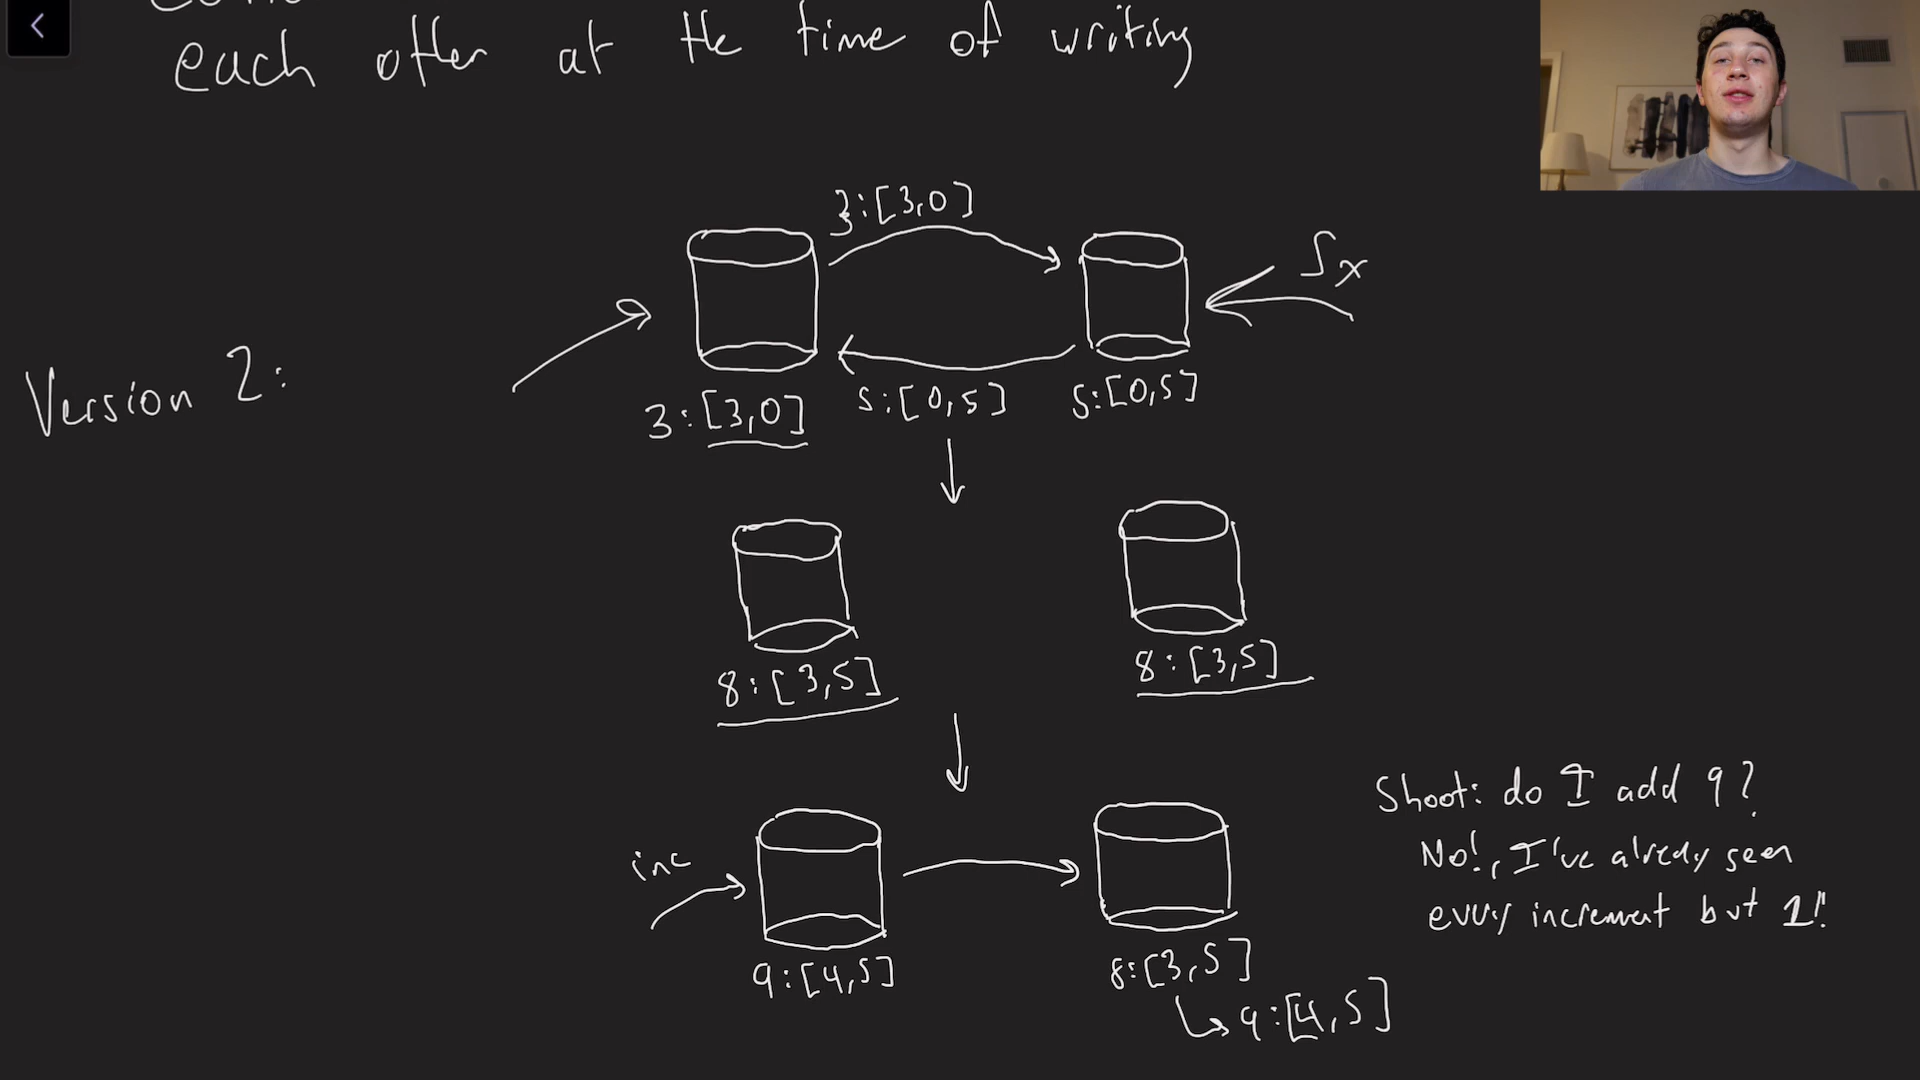 each other at the time of writing
3:[3,0]
5x
Version 2:
3:[3,0]
5:[0,5]
5:[0,5]
8:[3,5]
8:[3,5]
inc
9:[4,5]
8:[3,5]
9:[4,5]
Shoot: do I add 9?
No!, I've already seen
every increment but 1!!